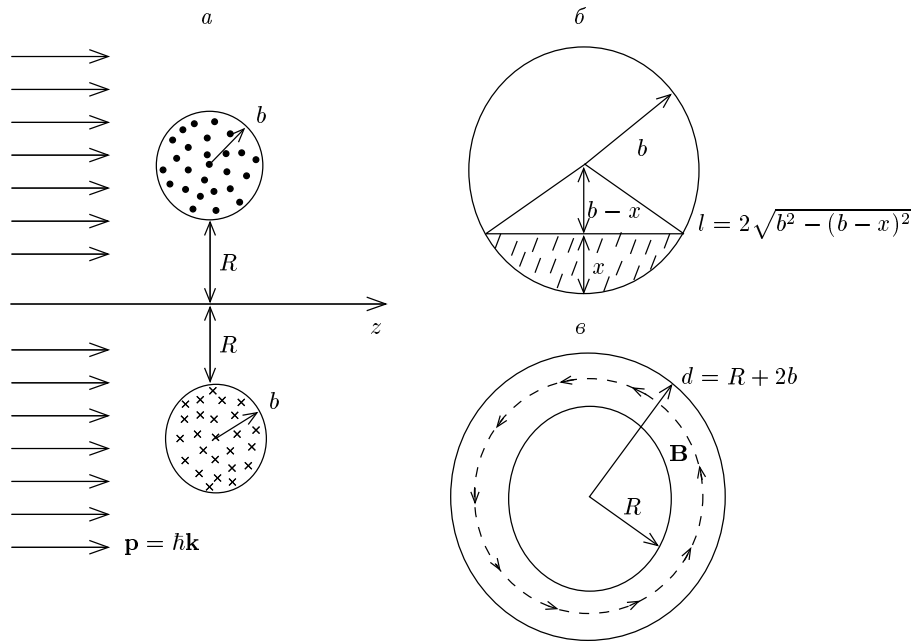 а
b
R
z
R
b
p = ħk
б
b
b − x
l = 2√b² − (b − x)²
x
в
d = R + 2b
B
R